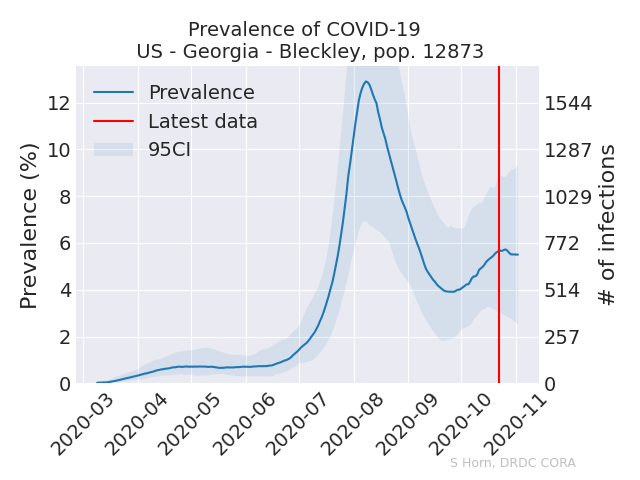 Prevalence of COVID-19
US - Georgia - Bleckley, pop. 12873
Prevalence
Latest data
95CI
Prevalence (%)
12
10
8
6
4
2
0
1544
1287
1029
772
514
257
0
# of infections
2020-03
2020-04
2020-05
2020-06
2020-07
2020-08
2020-09
2020-10
2020-11
S Horn, DRDC CORA